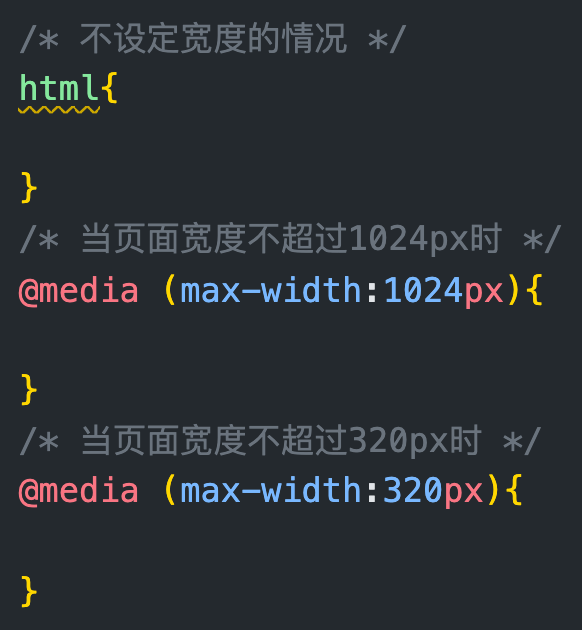 /* 不设定宽度的情况 */
html{
}
/* 当页面宽度不超过1024px时 */
@media (max-width:1024px){
}
/* 当页面宽度不超过320px时 */
@media (max-width:320px){
}